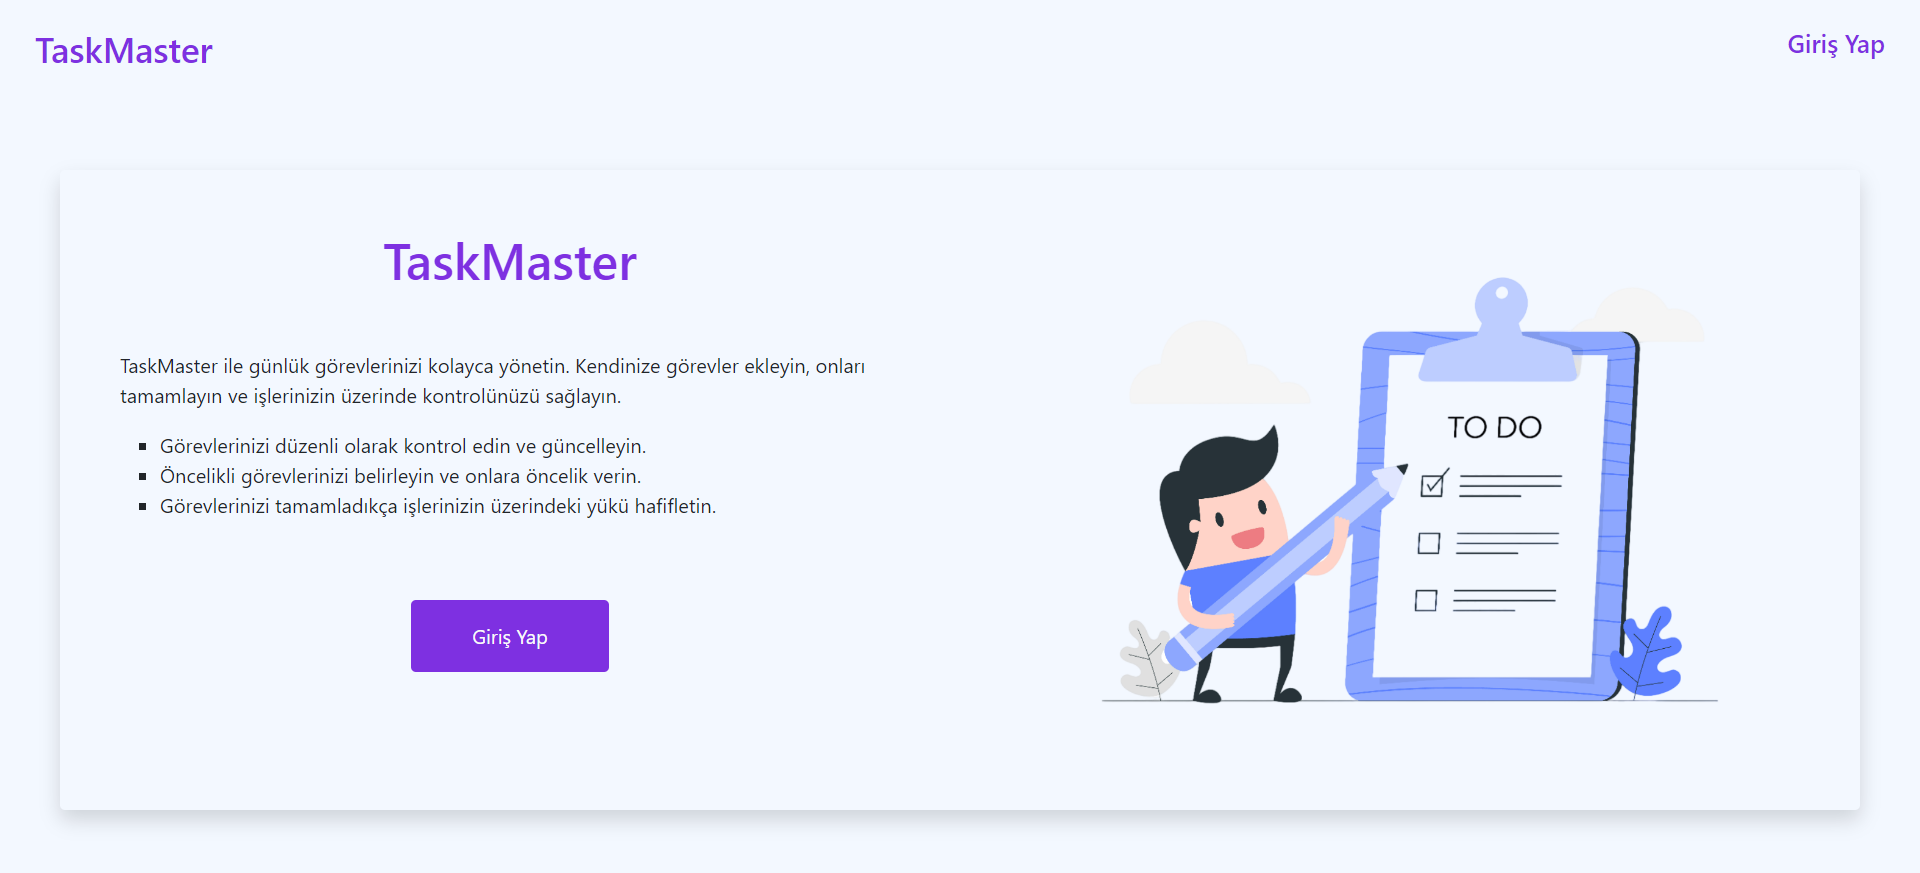 TaskMaster
Giriş Yap
TaskMaster
TaskMaster ile günlük görevlerinizi kolayca yönetin. Kendinize görevler ekleyin, onları
tamamlayın ve işlerinizin üzerinde kontrolünüzü sağlayın.
Görevlerinizi düzenli olarak kontrol edin ve güncelleyin.
Öncelikli görevlerinizi belirleyin ve onlara öncelik verin.
Görevlerinizi tamamladıkça işlerinizin üzerindeki yükü hafifletin.
Giriş Yap
TO DO